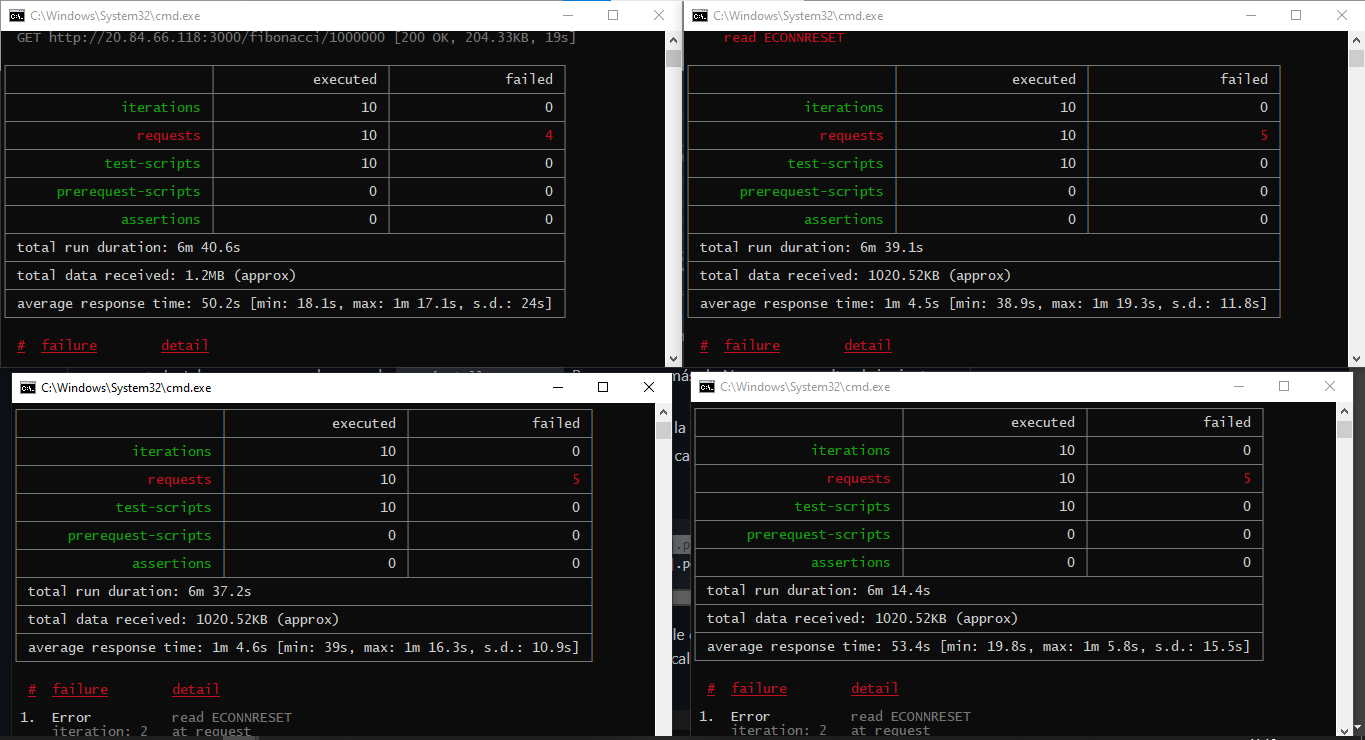 C:\Windows\System32\cmd.exe
GET http://20.84.66.118:3000/fibonacci/1000000 [200 OK, 204.33KB, 19s]
executed failed
iterations 10 0
requests 10 4
test-scripts 10 0
prerequest-scripts 0 0
assertions 0 0
total run duration: 6m 40.6s
total data received: 1.2MB (approx)
average response time: 50.2s [min: 18.1s, max: 1m 17.1s, s.d.: 24s]
# failure detail
C:\Windows\System32\cmd.exe
read ECONNRESET
executed failed
iterations 10 0
requests 10 5
test-scripts 10 0
prerequest-scripts 0 0
assertions 0 0
total run duration: 6m 39.1s
total data received: 1020.52KB (approx)
average response time: 1m 4.5s [min: 38.9s, max: 1m 19.3s, s.d.: 11.8s]
# failure detail
C:\Windows\System32\cmd.exe
executed failed
iterations 10 0
requests 10 5
test-scripts 10 0
prerequest-scripts 0 0
assertions 0 0
total run duration: 6m 37.2s
total data received: 1020.52KB (approx)
average response time: 1m 4.6s [min: 39s, max: 1m 16.3s, s.d.: 10.9s]
# failure detail
1. Error read ECONNRESET
iteration: 2 at request
la
ca
.p
.p
le
cal
C:\Windows\System32\cmd.exe
executed failed
iterations 10 0
requests 10 5
test-scripts 10 0
prerequest-scripts 0 0
assertions 0 0
total run duration: 6m 14.4s
total data received: 1020.52KB (approx)
average response time: 53.4s [min: 19.8s, max: 1m 5.8s, s.d.: 15.5s]
# failure detail
1. Error read ECONNRESET
iteration: 2 at request